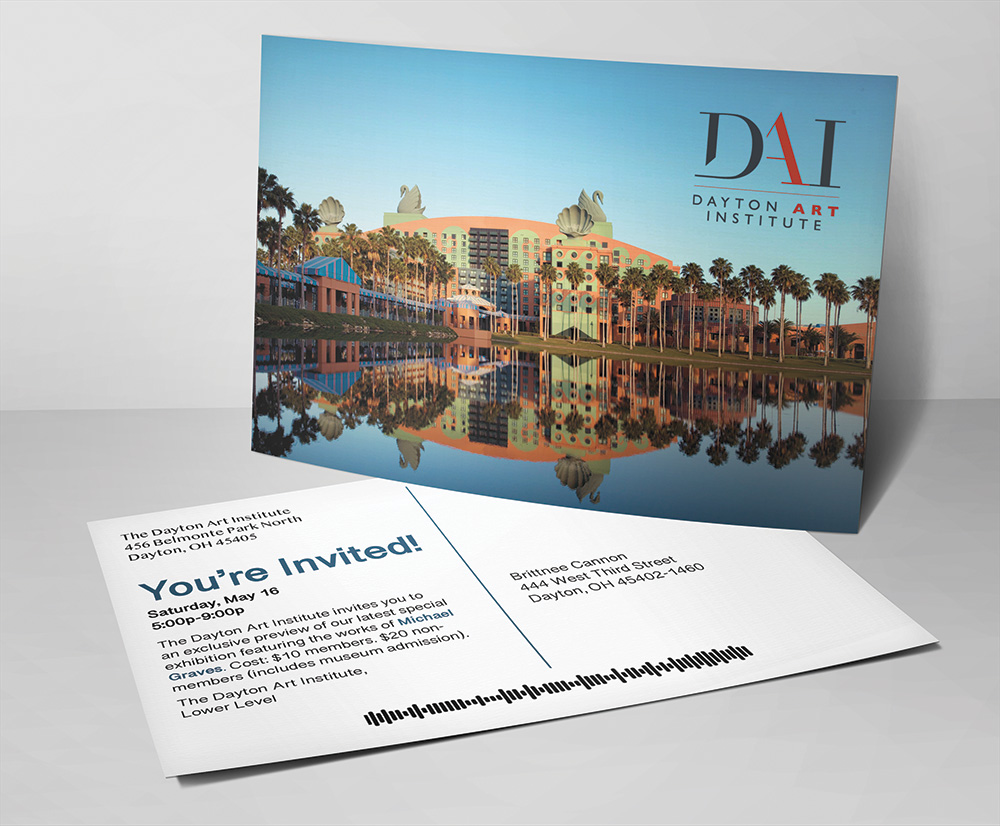 DAI
DAYTON ART
INSTITUTE
The Dayton Art Institute
456 Belmonte Park North
Dayton, OH 45405
You're Invited!
Saturday, May 16
5:00p-9:00p
The Dayton Art Institute invites you to
an exclusive preview of our latest special
exhibition featuring the works of Michael
Graves. Cost: $10 members, $20 non-
members (includes museum admission).
The Dayton Art Institute,
Lower Level
Brittnee Cannon
444 West Third Street
Dayton, OH 45402-1460